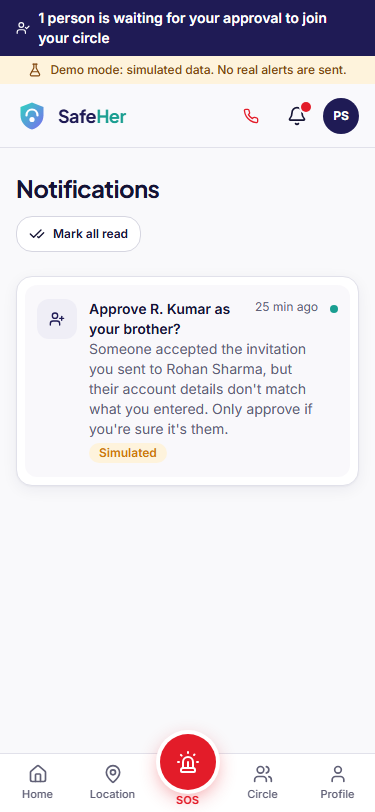 1 person is waiting for your approval to join
your circle
Demo mode: simulated data. No real alerts are sent.
SafeHer
PS
Notifications
Mark all read
Approve R. Kumar as
your brother?
25 min ago
Someone accepted the invitation
you sent to Rohan Sharma, but
their account details don't match
what you entered. Only approve if
you're sure it's them.
Simulated
Home
Location
SOS
Circle
Profile